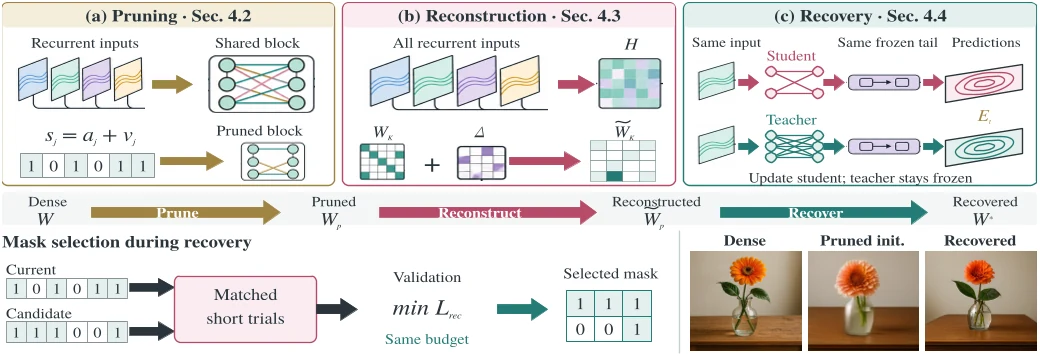 (a) Pruning · Sec. 4.2
Recurrent inputs
Shared block
s_j = a_j + v_j
Pruned block
1 0 1 0 1 1
(b) Reconstruction · Sec. 4.3
All recurrent inputs
H
W_K
Δ
W̃_K
+
(c) Recovery · Sec. 4.4
Same input
Same frozen tail
Predictions
Student
Teacher
E_t
Update student; teacher stays frozen
Dense
W
Prune
Pruned
W_p
Reconstruct
Reconstructed
W̃_p
Recover
Recovered
W*
Mask selection during recovery
Current
1 0 1 0 1 1
Candidate
1 1 1 0 0 1
Matched
short trials
Validation
min L_rec
Same budget
Selected mask
1 1 1
0 0 1
Dense
Pruned init.
Recovered